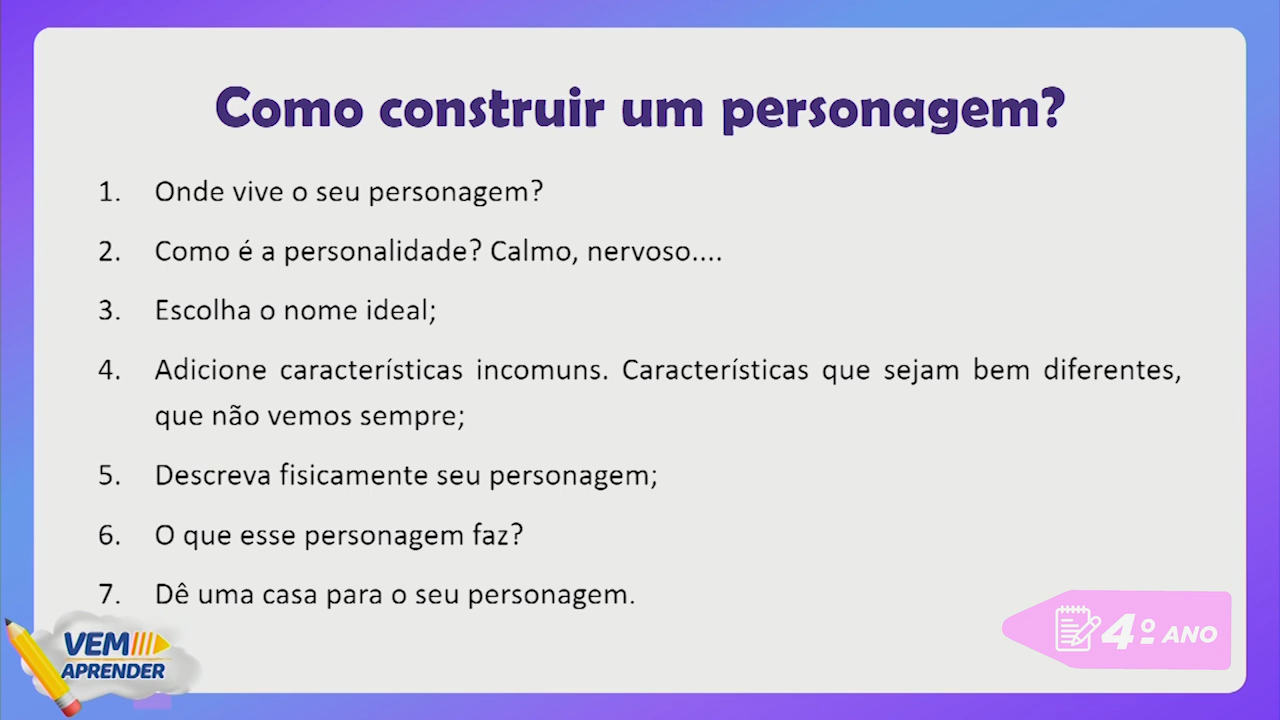 Como construir um personagem?
1. Onde vive o seu personagem?
2. Como é a personalidade? Calmo, nervoso....
3. Escolha o nome ideal;
4. Adicione características incomuns. Características que sejam bem diferentes,
que não vemos sempre;
5. Descreva fisicamente seu personagem;
6. O que esse personagem faz?
7. Dê uma casa para o seu personagem.
VEM
APRENDER
4º ANO